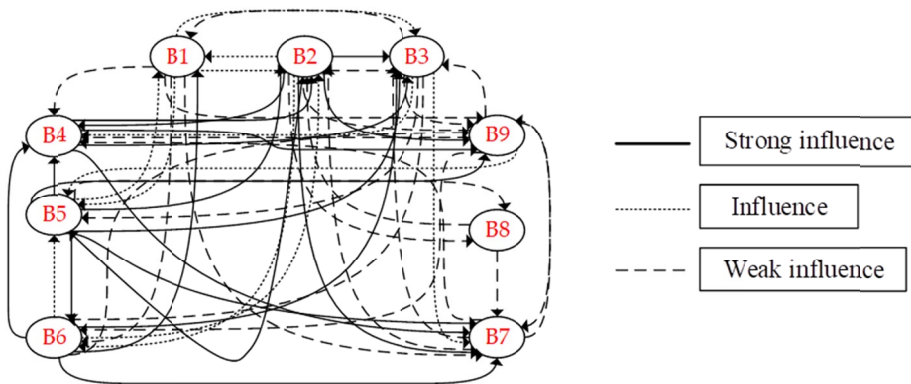 B1
B2
B3
B4
B9
B5
B8
B6
B7
Strong influence
Influence
Weak influence